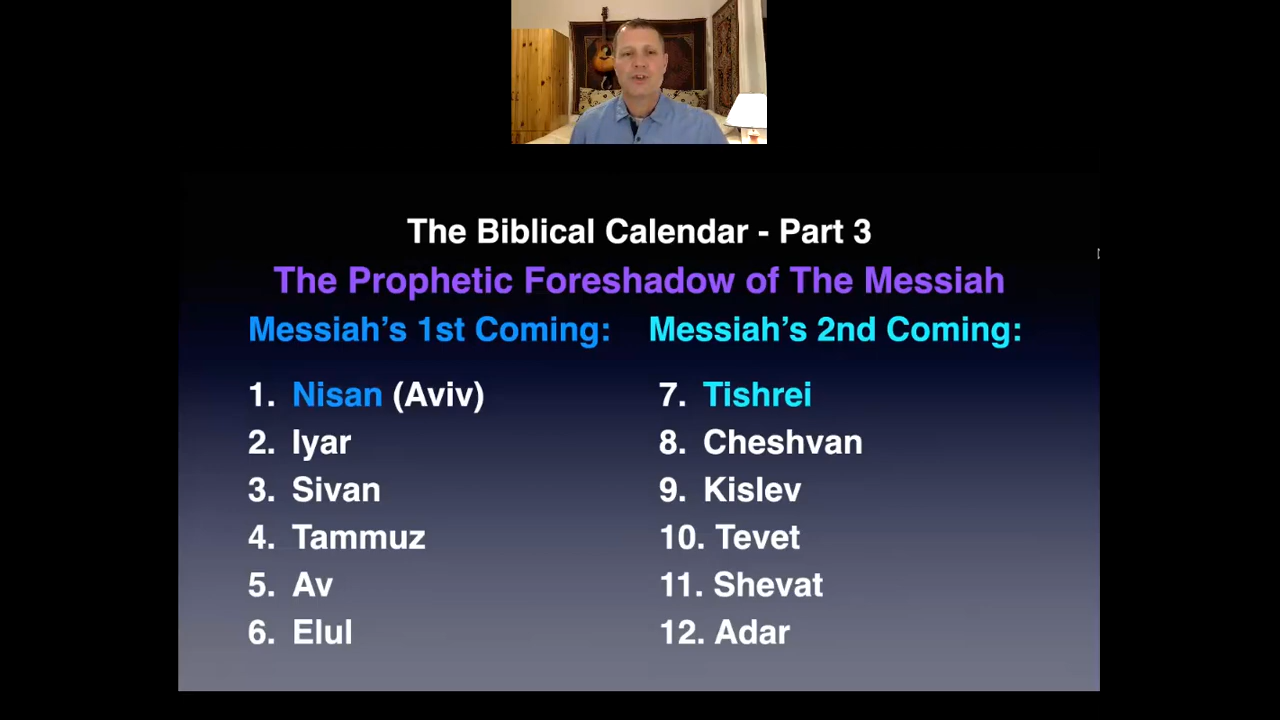 The Biblical Calendar - Part 3
The Prophetic Foreshadow of The Messiah
Messiah’s 1st Coming:
1. Nisan (Aviv)
2. Iyar
3. Sivan
4. Tammuz
5. Av
6. Elul
Messiah’s 2nd Coming:
7. Tishrei
8. Cheshvan
9. Kislev
10. Tevet
11. Shevat
12. Adar